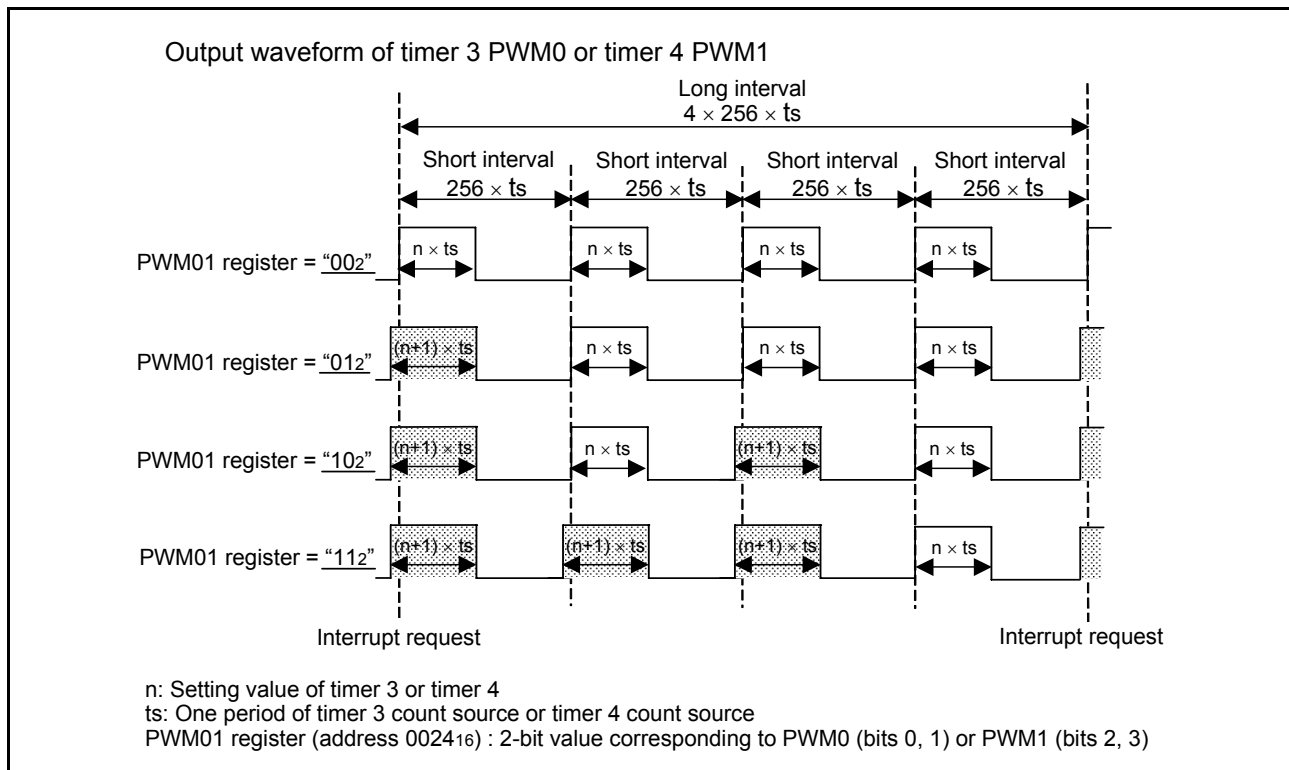 Output waveform of timer 3 PWM0 or timer 4 PWM1
Long interval
4 × 256 × ts
Short interval Short interval Short interval Short interval
256 × ts 256 × ts 256 × ts 256 × ts
PWM01 register = “002” n × ts n × ts n × ts n × ts
PWM01 register = “012” (n+1) × ts n × ts n × ts n × ts
PWM01 register = “102” (n+1) × ts n × ts (n+1) × ts n × ts
PWM01 register = “112” (n+1) × ts (n+1) × ts (n+1) × ts n × ts
Interrupt request Interrupt request
n: Setting value of timer 3 or timer 4
ts: One period of timer 3 count source or timer 4 count source
PWM01 register (address 002416) : 2-bit value corresponding to PWM0 (bits 0, 1) or PWM1 (bits 2, 3)